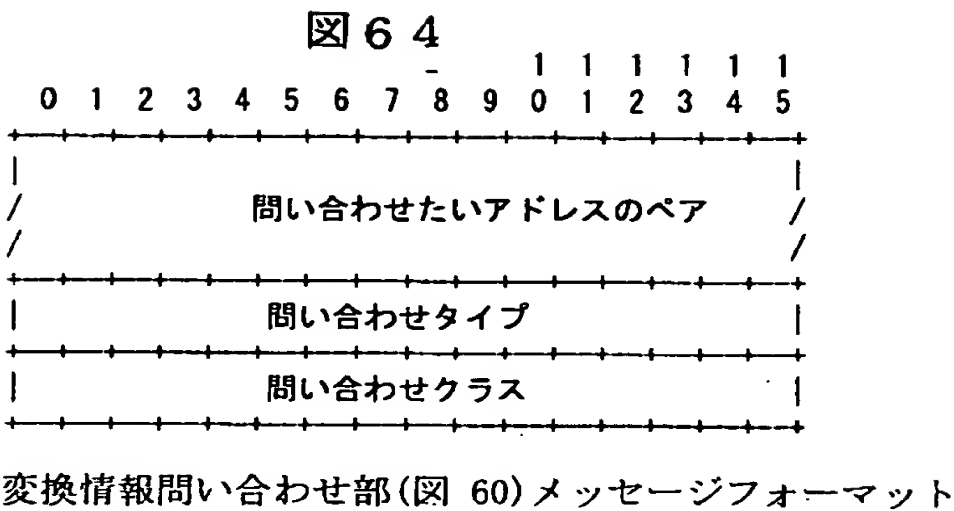 図64
1 1 1 1 1 1
0 1 2 3 4 5 6 7 8 9 0 1 2 3 4 5
問い合わせたいアドレスのペア
問い合わせタイプ
問い合わせクラス
変換情報問い合わせ部(図 60)メッセージフォーマット